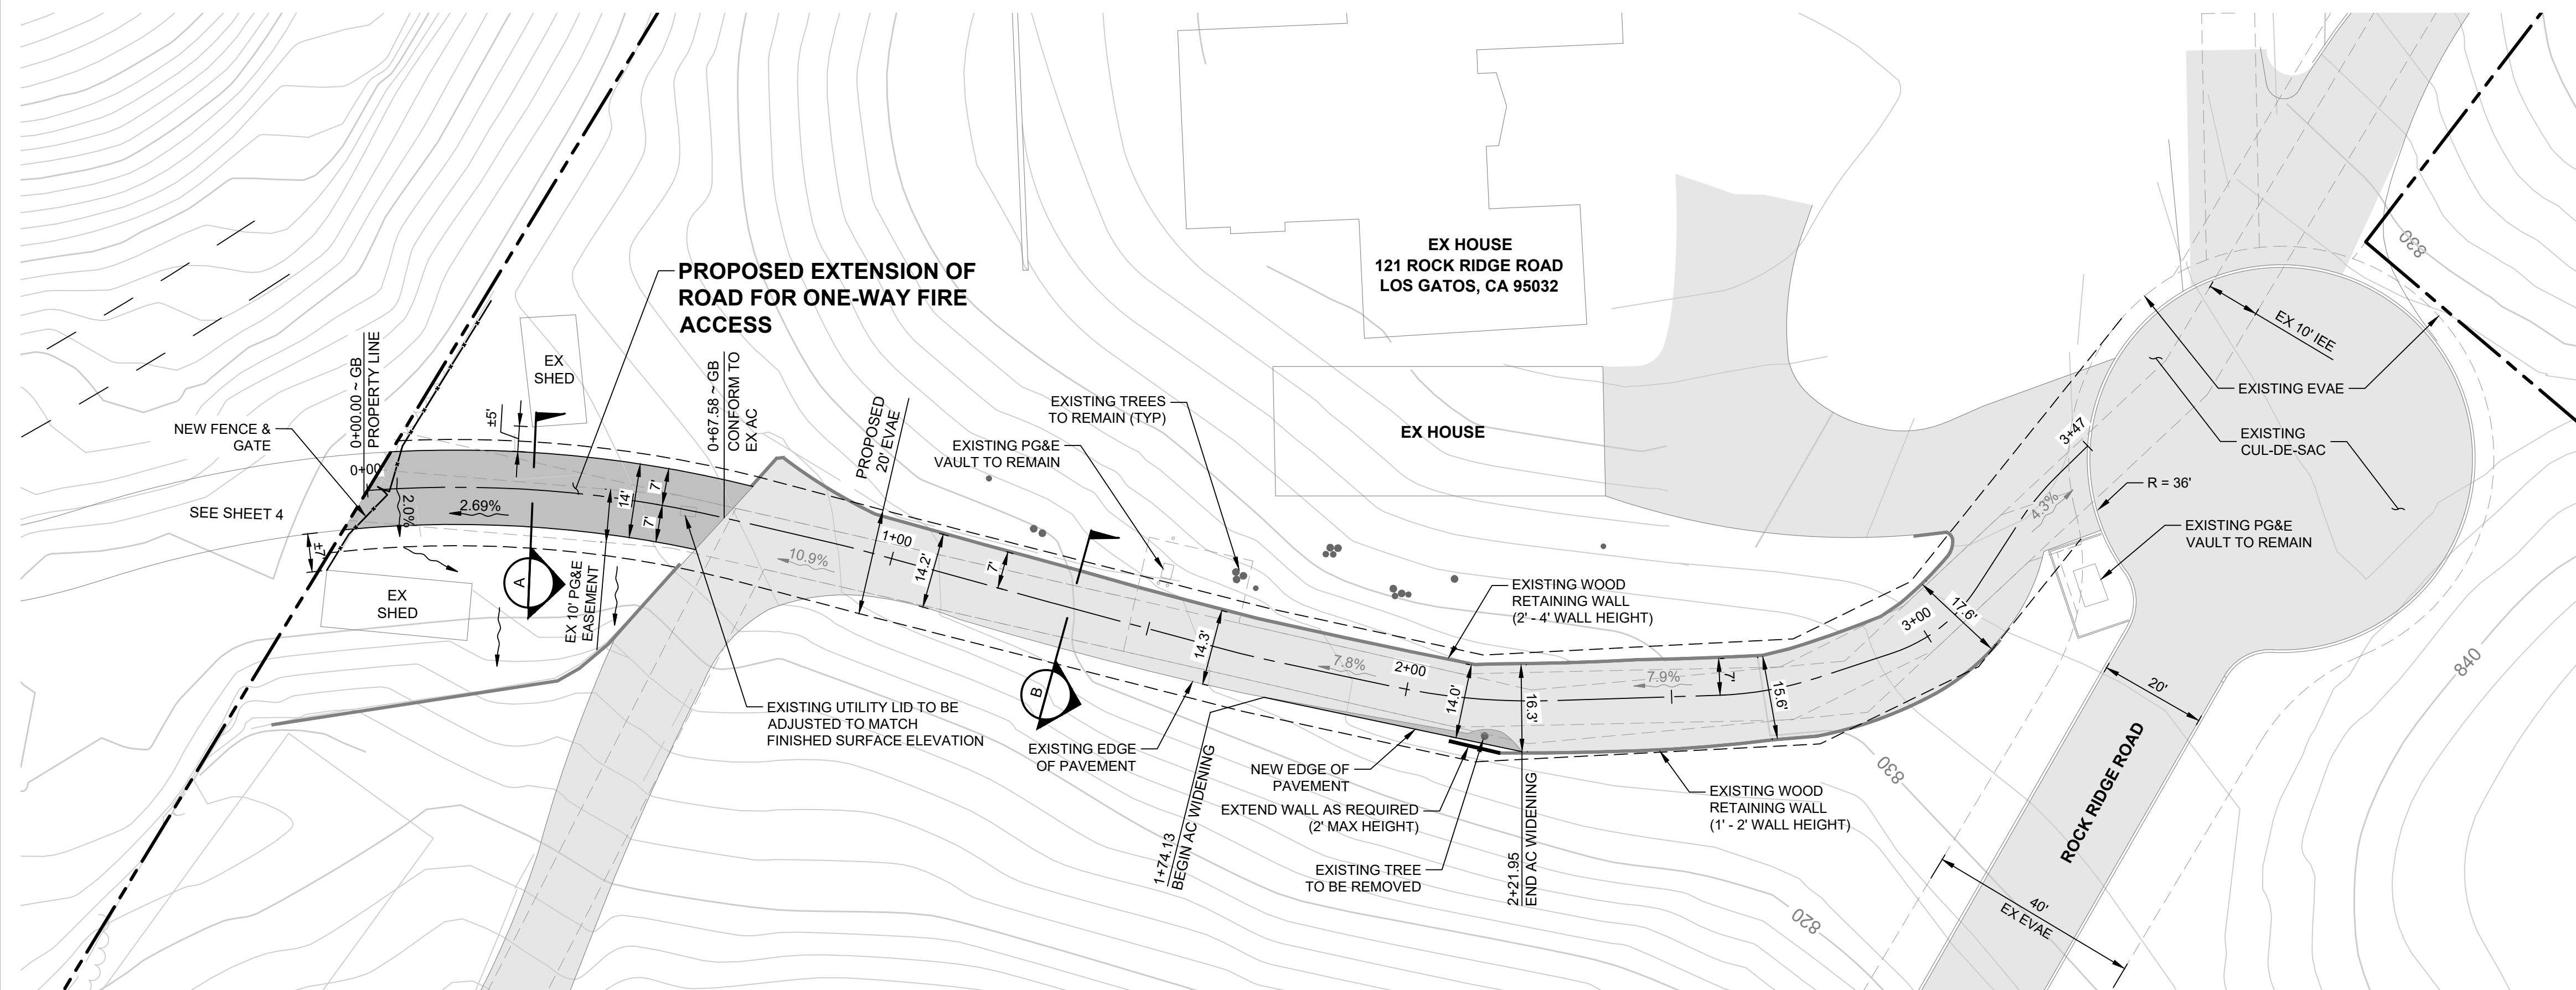 EX HOUSE
121 ROCK RIDGE ROAD
LOS GATOS, CA 95032
830
PROPOSED EXTENSION OF
ROAD FOR ONE-WAY FIRE
ACCESS
EX 10' IEE
EX
SHED
0+00.00 ~ GB
PROPERTY LINE
0+67.58 ~ GB
CONFORM TO
EX AC
EXISTING EVAE
±5'
NEW FENCE &
GATE
PROPOSED
20' EVAE
EXISTING TREES
TO REMAIN (TYP)
EX HOUSE
3+47
EXISTING
CUL-DE-SAC
EXISTING PG&E
VAULT TO REMAIN
0+00
R = 36'
2.0%
2.69%
14'
7'
7'
SEE SHEET 4
4.3%
EXISTING PG&E
VAULT TO REMAIN
±7'
1+00
10.9%
14.2'
7'
A
EX
SHED
EX 10' PG&E
EASEMENT
EXISTING WOOD
RETAINING WALL
(2' - 4' WALL HEIGHT)
17.6'
3+00
14.3'
7.8%
2+00
7.9%
7'
15.6'
14.0'
16.3'
B
840
20'
EXISTING UTILITY LID TO BE
ADJUSTED TO MATCH
FINISHED SURFACE ELEVATION
EXISTING EDGE
OF PAVEMENT
NEW EDGE OF
PAVEMENT
EXTEND WALL AS REQUIRED
(2' MAX HEIGHT)
1+74.13
BEGIN AC WIDENING
2+21.95
END AC WIDENING
EXISTING TREE
TO BE REMOVED
EXISTING WOOD
RETAINING WALL
(1' - 2' WALL HEIGHT)
830
820
ROCK RIDGE ROAD
40'
EX EVAE